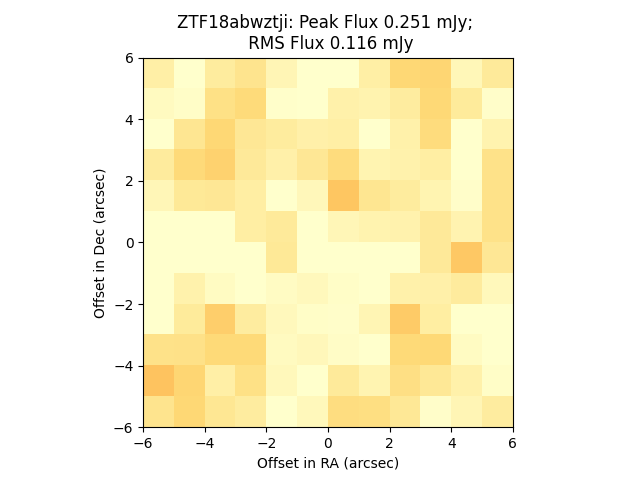 ZTF18abwztji: Peak Flux 0.251 mJy;
RMS Flux 0.116 mJy
6
4
2
0
−2
−4
−6
Offset in Dec (arcsec)
−6 −4 −2 0 2 4 6
Offset in RA (arcsec)